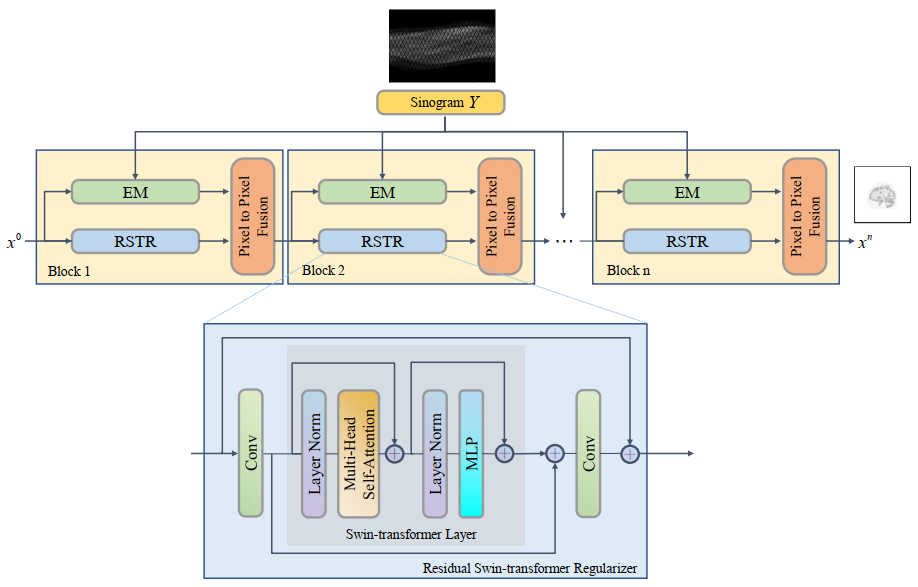 Sinogram Y
x⁰
EM
RSTR
Pixel to Pixel
Fusion
Block 1
EM
RSTR
Pixel to Pixel
Fusion
Block 2
...
EM
RSTR
Pixel to Pixel
Fusion
Block n
xⁿ
Conv
Layer Norm
Multi-Head
Self-Attention
+
Layer Norm
MLP
+
+
Conv
+
Swin-transformer Layer
Residual Swin-transformer Regularizer